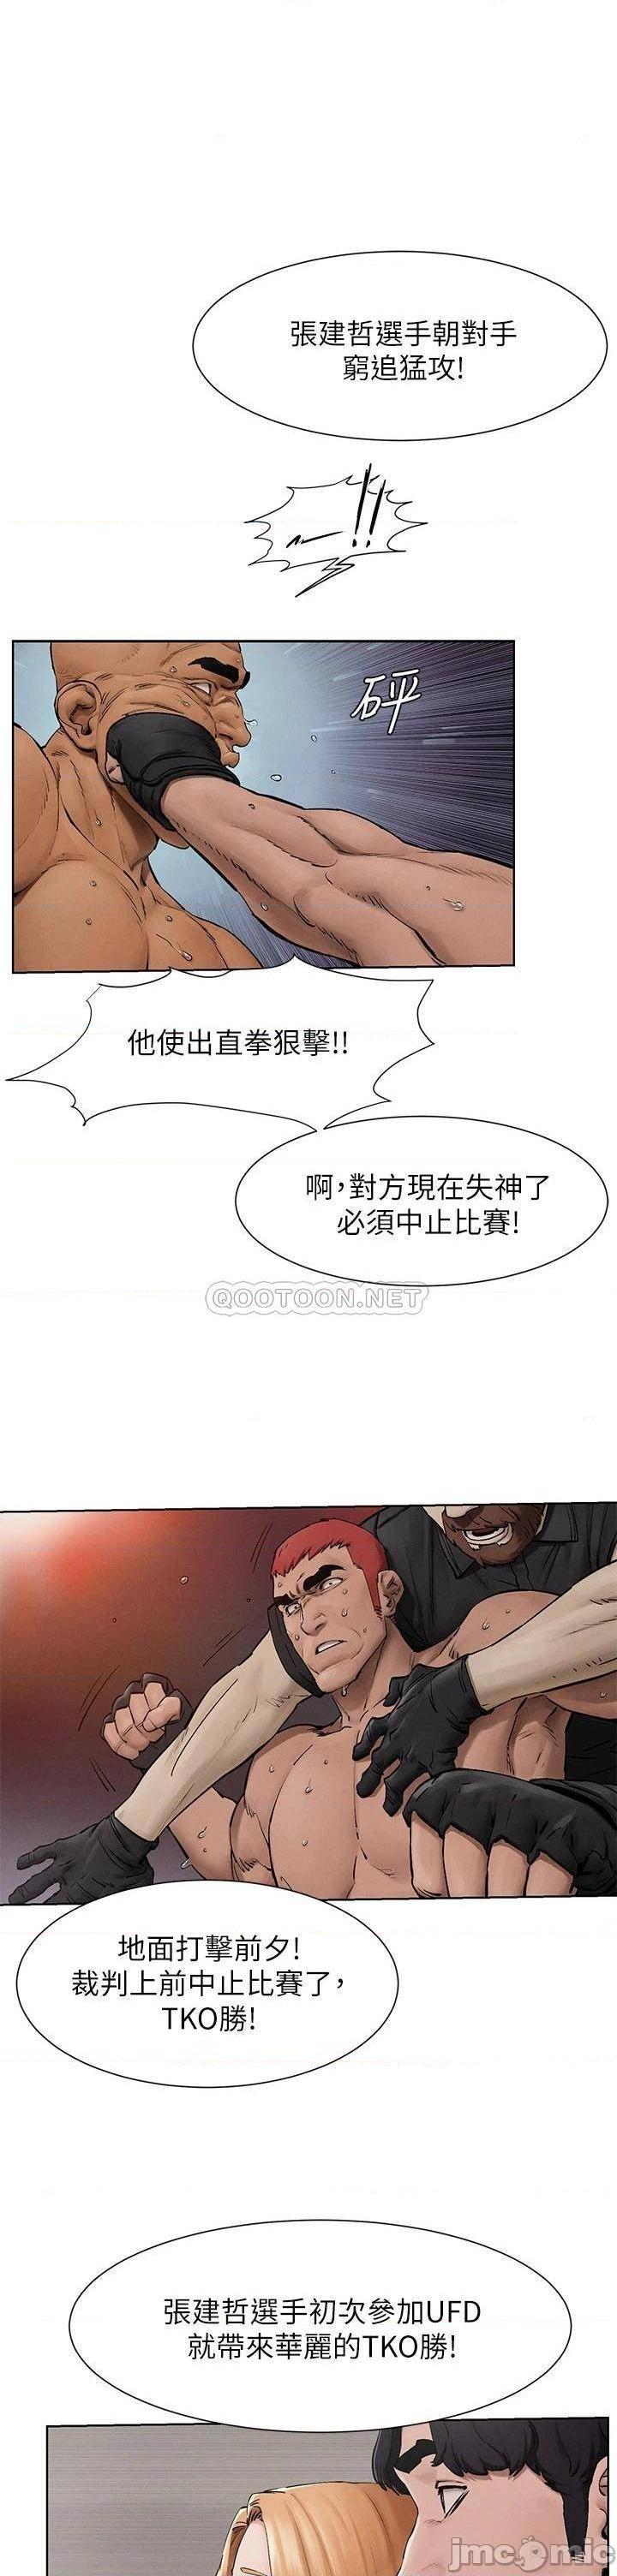 張建哲選手朝對手
窮追猛攻!
!!
砰
他使出直拳狠擊!!
啊,對方現在失神了
必須中止比賽!
QOOTOON.NET
地面打擊前夕!
裁判上前中止比賽了,
TKO勝!
張建哲選手初次參加UFD
就帶來華麗的TKO勝!
jmcomic